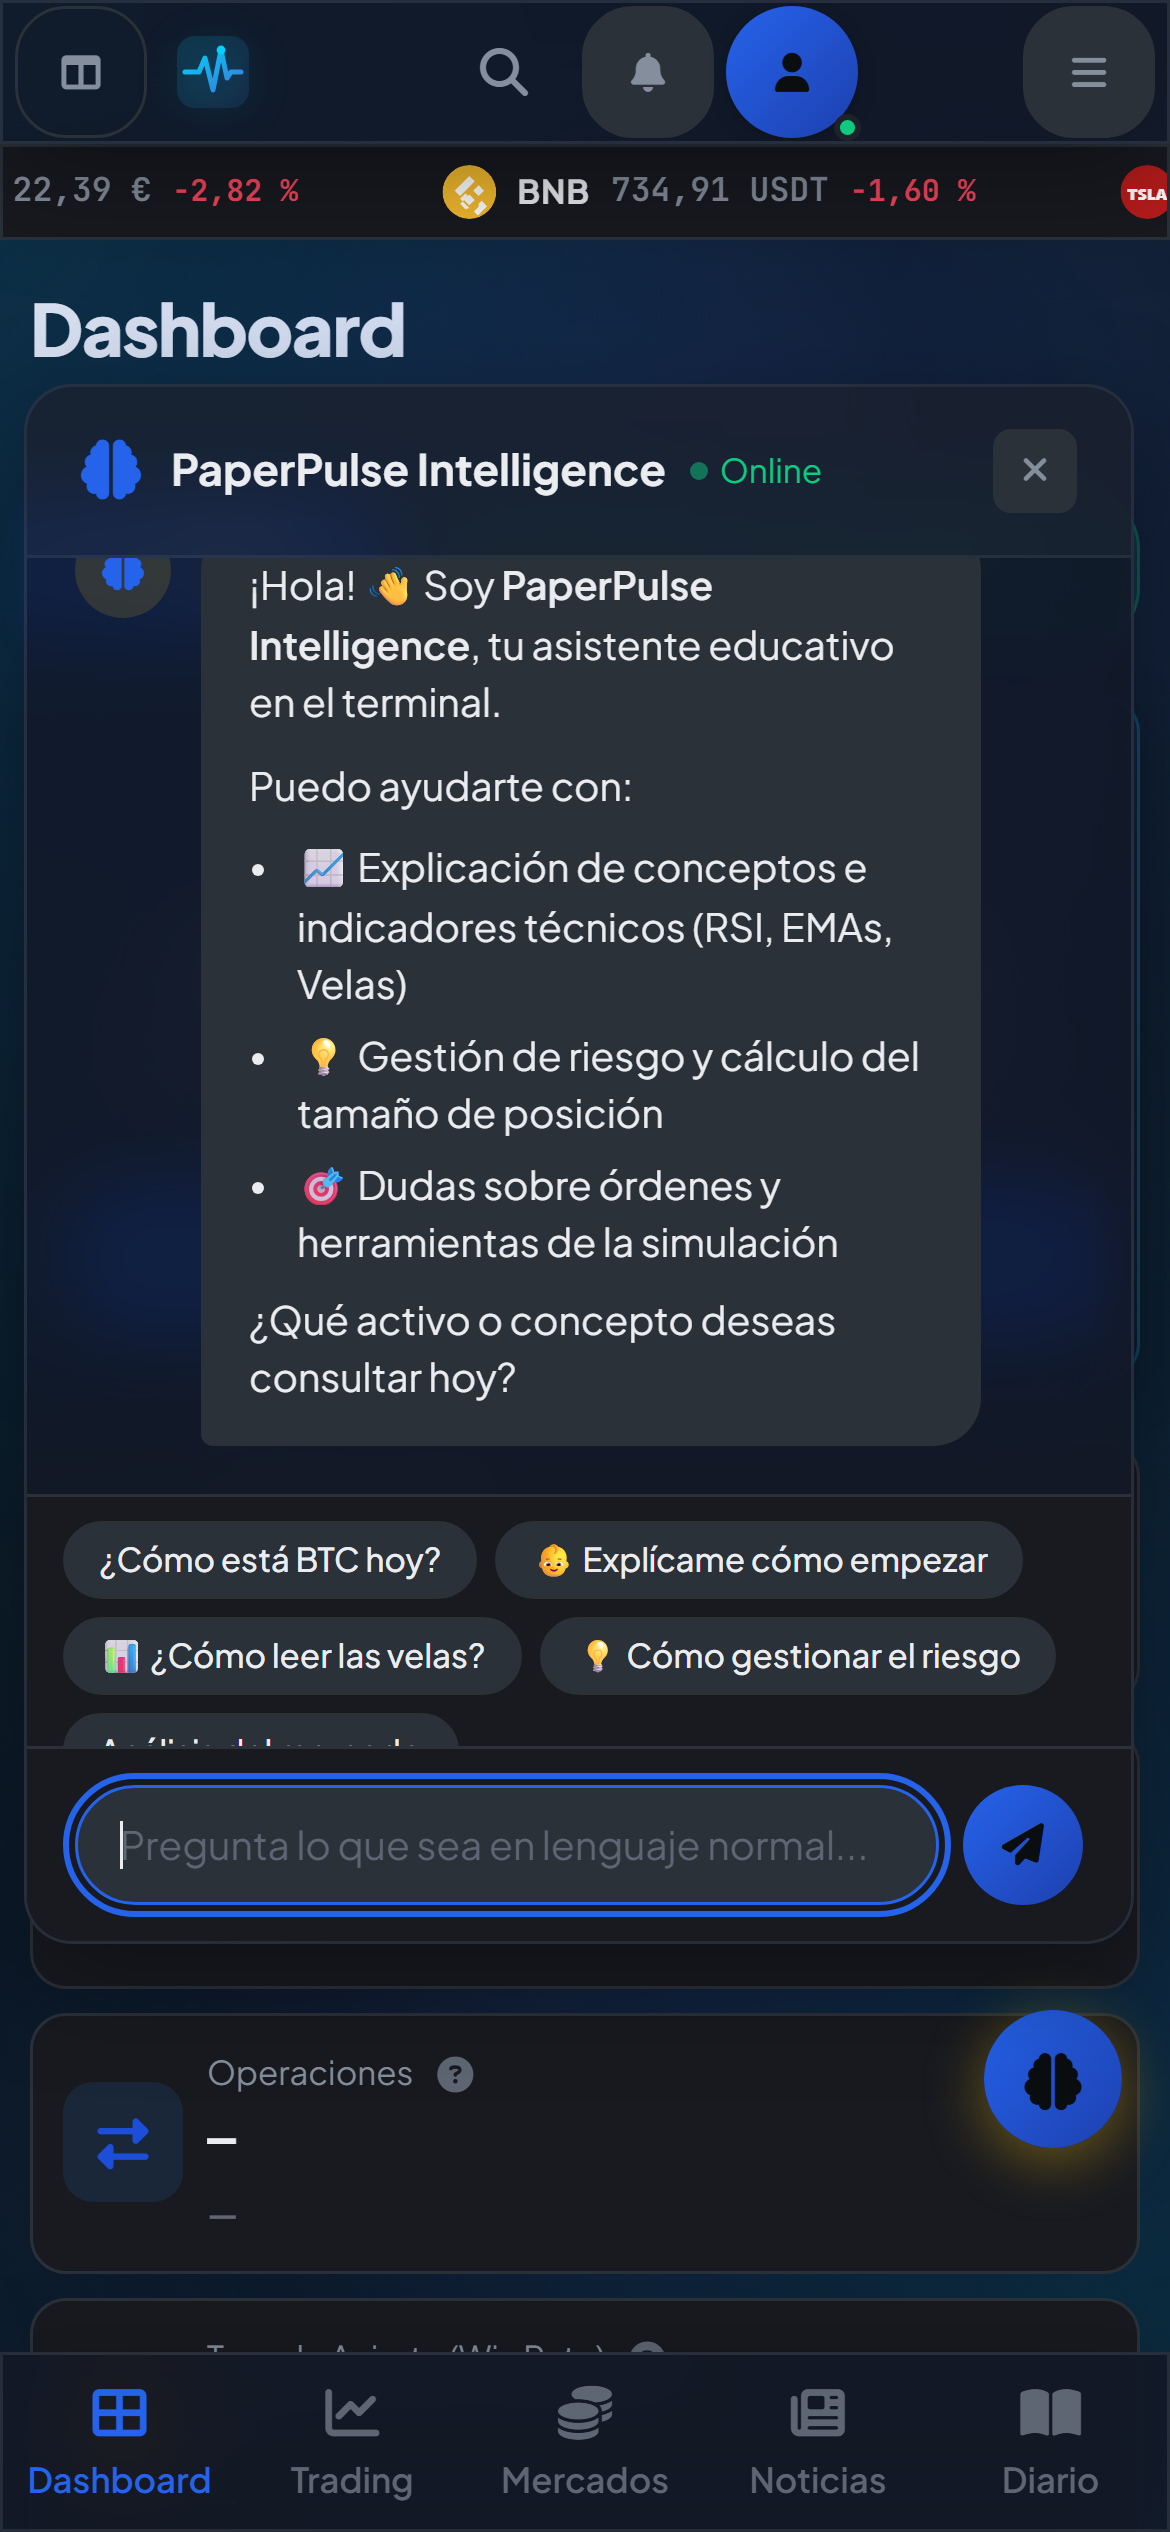 22,39 € -2,82 %
BNB 734,91 USDT -1,60 %
TSLA
Dashboard
PaperPulse Intelligence
Online
¡Hola! 👋 Soy PaperPulse
Intelligence, tu asistente educativo
en el terminal.
Puedo ayudarte con:
• 📈 Explicación de conceptos e
indicadores técnicos (RSI, EMAs,
Velas)
• 💡 Gestión de riesgo y cálculo del
tamaño de posición
• 🎯 Dudas sobre órdenes y
herramientas de la simulación
¿Qué activo o concepto deseas
consultar hoy?
¿Cómo está BTC hoy?
👶 Explícame cómo empezar
📊 ¿Cómo leer las velas?
💡 Cómo gestionar el riesgo
Pregunta lo que sea en lenguaje normal...
Operaciones ?
—
—
Dashboard
Trading
Mercados
Noticias
Diario